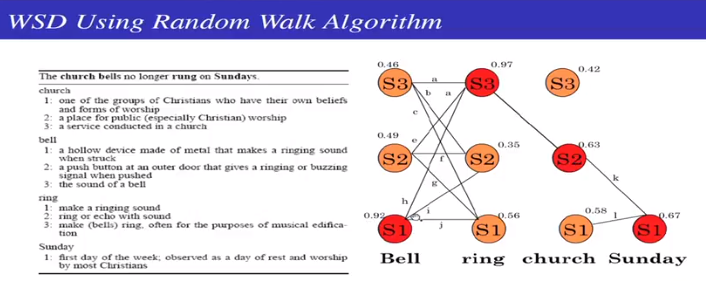 WSD Using Random Walk Algorithm
The church bells no longer rung on Sundays.
church
1: one of the groups of Christians who have their own beliefs
and forms of worship
2: a place for public (especially Christian) worship
3: a service conducted in a church
bell
1: a hollow device made of metal that makes a ringing sound
when struck
2: a push button at an outer door that gives a ringing or buzzing
signal when pushed
3: the sound of a bell
ring
1: make a ringing sound
2: ring or echo with sound
3: make (bells) ring, often for the purposes of musical edifica-
tion
Sunday
1: first day of the week; observed as a day of rest and worship
by most Christians
0.46 0.97 0.42
S3 a S3 S3
b a
c
0.49 e 0.35 0.63
S2 f S2 S2
g k
h
0.92 i 0.56 0.58 l 0.67
S1 j S1 S1 S1
Bell ring church Sunday